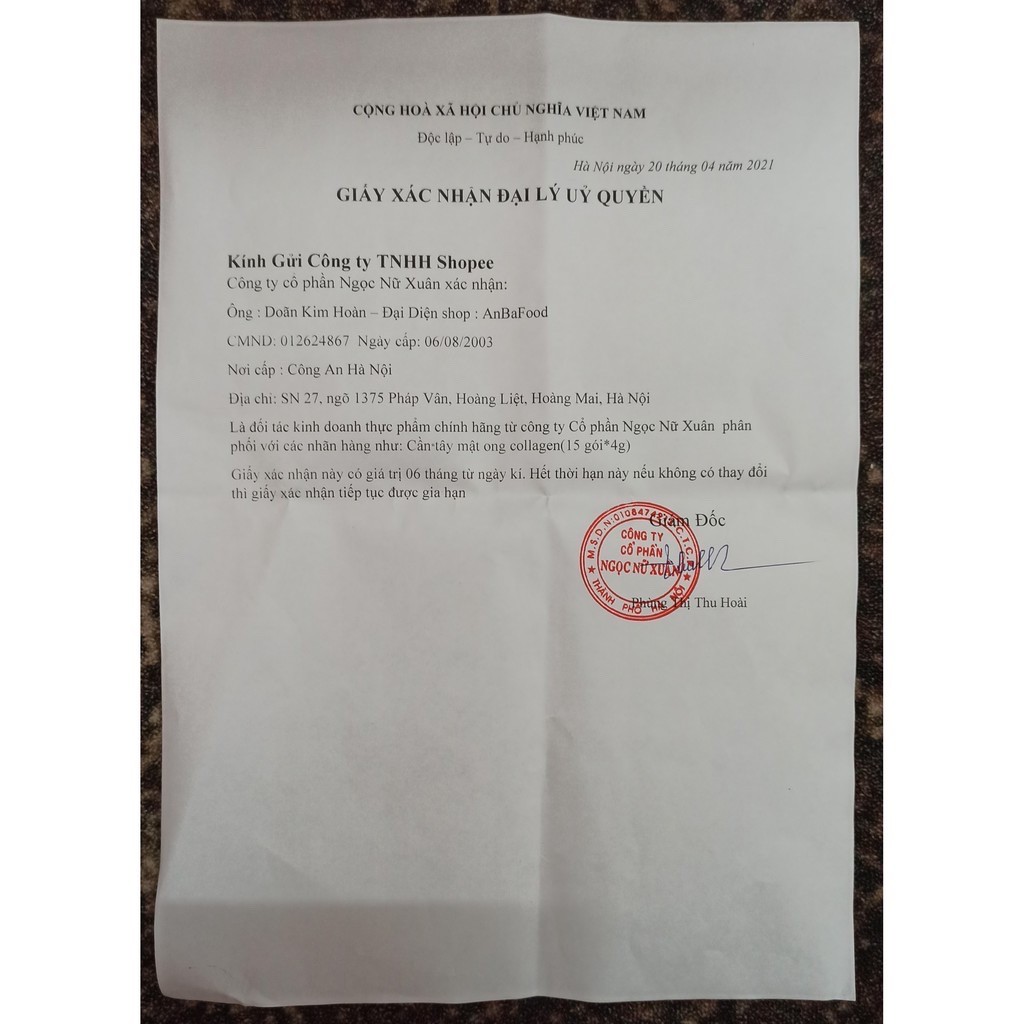 CỘNG HOÀ XÃ HỘI CHỦ NGHĨA VIỆT NAM
Độc lập – Tự do – Hạnh phúc
Hà Nội ngày 20 tháng 04 năm 2021
GIẤY XÁC NHẬN ĐẠI LÝ UỶ QUYỀN
Kính Gửi Công ty TNHH Shopee
Công ty cổ phần Ngọc Nữ Xuân xác nhận:
Ông : Doãn Kim Hoàn – Đại Diện shop : AnBaFood
CMND: 012624867 Ngày cấp: 06/08/2003
Nơi cấp : Công An Hà Nội
Địa chỉ: SN 27, ngõ 1375 Pháp Vân, Hoàng Liệt, Hoàng Mai, Hà Nội
Là đối tác kinh doanh thực phẩm chính hãng từ công ty Cổ phần Ngọc Nữ Xuân phân
phối với các nhãn hàng như: Cần tây mật ong collagen(15 gói*4g)
Giấy xác nhận này có giá trị 06 tháng từ ngày kí. Hết thời hạn này nếu không có thay đổi
thì giấy xác nhận tiếp tục được gia hạn
Giám Đốc
CÔNG TY
CỔ PHẦN
NGỌC NỮ XUÂN
THÀNH PHỐ HÀ NỘI
Phùng Thị Thu Hoài